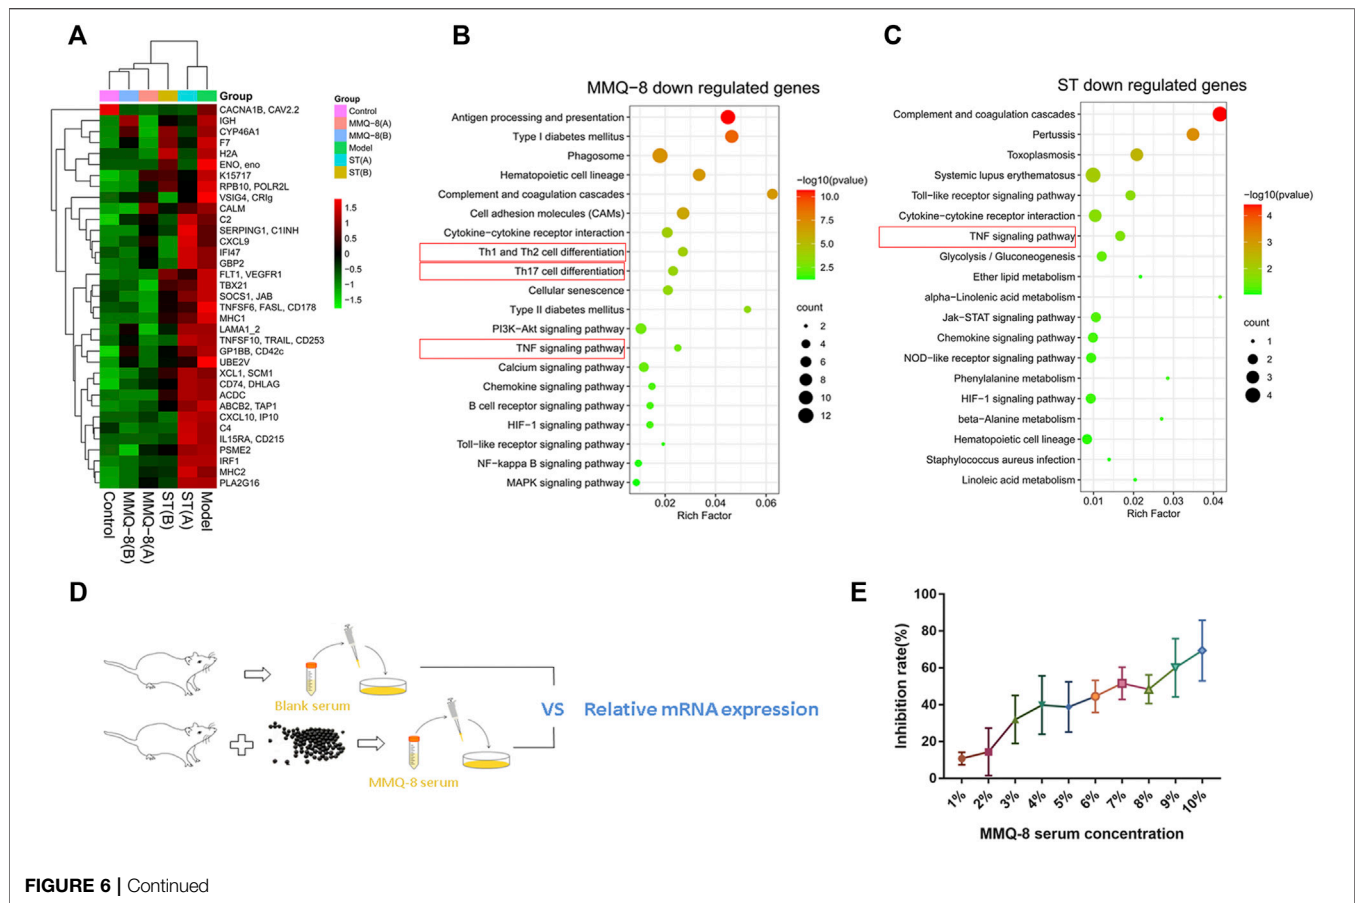 A
Group
CACNA1B, CAV2.2
IGH
CYP46A1
F7
H2A
ENO, eno
K15717
RPB10, POLR2L
VSIG4, CRIg
CALM
C2
SERPING1, C1INH
CXCL9
IFI47
GBP2
FLT1, VEGFR1
TBX21
SOCS1, JAB
TNFSF6, FASL, CD178
MHC1
LAMA1_2
TNFSF10, TRAIL, CD253
GP1BB, CD42c
UBE2V
XCL1, SCM1
CD74, DHLAG
ACDC
ABCB2, TAP1
CXCL10, IP10
C4
IL15RA, CD215
PSME2
IRF1
MHC2
PLA2G16
Control
MMQ-8(B)
MMQ-8(A)
ST(B)
ST(A)
Model
Group
Control
MMQ-8(A)
MMQ-8(B)
Model
ST(A)
ST(B)
1.5
1
0.5
0
−0.5
−1
−1.5
B
MMQ−8 down regulated genes
Antigen processing and presentation
Type I diabetes mellitus
Phagosome
Hematopoietic cell lineage
Complement and coagulation cascades
Cell adhesion molecules (CAMs)
Cytokine−cytokine receptor interaction
Th1 and Th2 cell differentiation
Th17 cell differentiation
Cellular senescence
Type II diabetes mellitus
PI3K−Akt signaling pathway
TNF signaling pathway
Calcium signaling pathway
Chemokine signaling pathway
B cell receptor signaling pathway
HIF−1 signaling pathway
Toll−like receptor signaling pathway
NF−kappa B signaling pathway
MAPK signaling pathway
0.02 0.04 0.06
Rich Factor
−log10(pvalue)
10.0
7.5
5.0
2.5
count
2
4
6
8
10
12
C
ST down regulated genes
Complement and coagulation cascades
Pertussis
Toxoplasmosis
Systemic lupus erythematosus
Toll−like receptor signaling pathway
Cytokine−cytokine receptor interaction
TNF signaling pathway
Glycolysis / Gluconeogenesis
Ether lipid metabolism
alpha−Linolenic acid metabolism
Jak−STAT signaling pathway
Chemokine signaling pathway
NOD−like receptor signaling pathway
Phenylalanine metabolism
HIF−1 signaling pathway
beta−Alanine metabolism
Hematopoietic cell lineage
Staphylococcus aureus infection
Linoleic acid metabolism
0.01 0.02 0.03 0.04
Rich Factor
−log10(pvalue)
4
3
2
count
1
2
3
4
D
Blank serum
MMQ-8 serum
VS Relative mRNA expression
E
Inhibition rate(%)
100
80
60
40
20
0
1% 2% 3% 4% 5% 6% 7% 8% 9% 10%
MMQ-8 serum concentration
FIGURE 6 | Continued